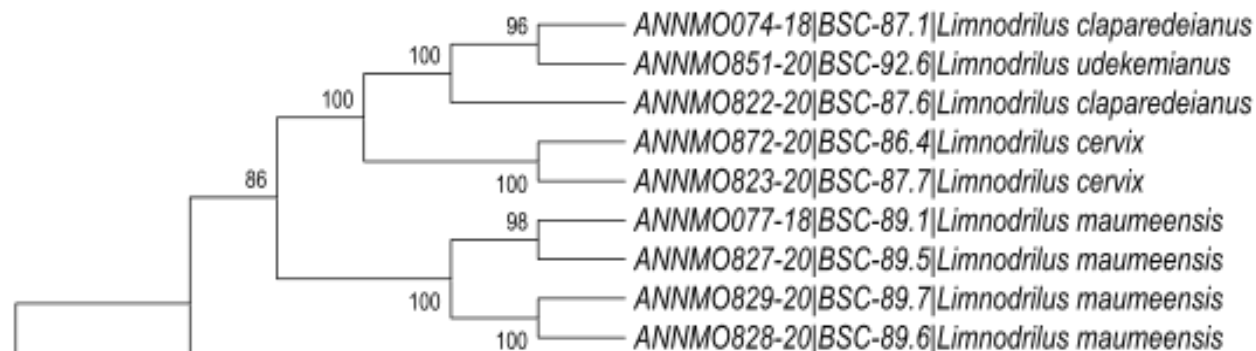 96
ANNMO074-18|BSC-87.1|Limnodrilus claparedeianus
100
ANNMO851-20|BSC-92.6|Limnodrilus udekemianus
100
ANNMO822-20|BSC-87.6|Limnodrilus claparedeianus
ANNMO872-20|BSC-86.4|Limnodrilus cervix
86
100
ANNMO823-20|BSC-87.7|Limnodrilus cervix
98
ANNMO077-18|BSC-89.1|Limnodrilus maumeensis
ANNMO827-20|BSC-89.5|Limnodrilus maumeensis
100
ANNMO829-20|BSC-89.7|Limnodrilus maumeensis
100
ANNMO828-20|BSC-89.6|Limnodrilus maumeensis